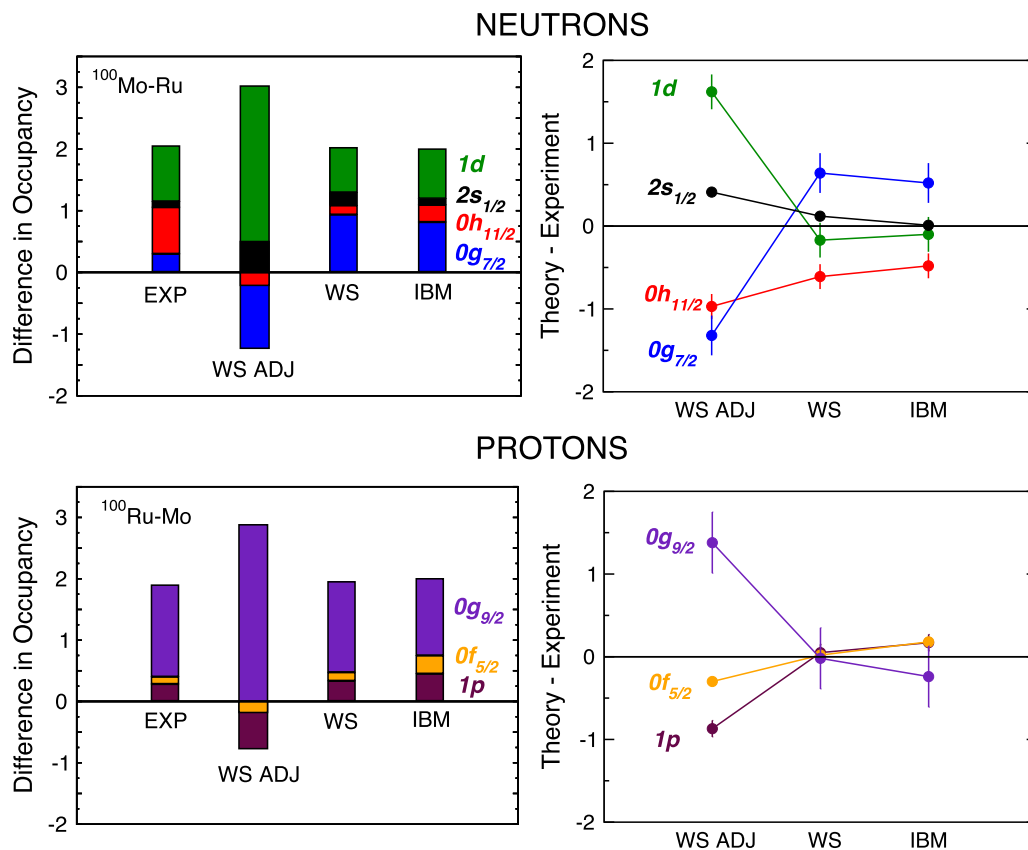 NEUTRONS
Difference in Occupancy
3
2
1
0
-1
-2
¹⁰⁰Mo-Ru
1d
2s1/2
0h11/2
0g7/2
EXP
WS ADJ
WS
IBM
Theory - Experiment
2
1
0
-1
-2
1d
2s1/2
0h11/2
0g7/2
WS ADJ
WS
IBM
PROTONS
Difference in Occupancy
3
2
1
0
-1
-2
¹⁰⁰Ru-Mo
0g9/2
0f5/2
1p
EXP
WS ADJ
WS
IBM
Theory - Experiment
2
1
0
-1
-2
0g9/2
0f5/2
1p
WS ADJ
WS
IBM